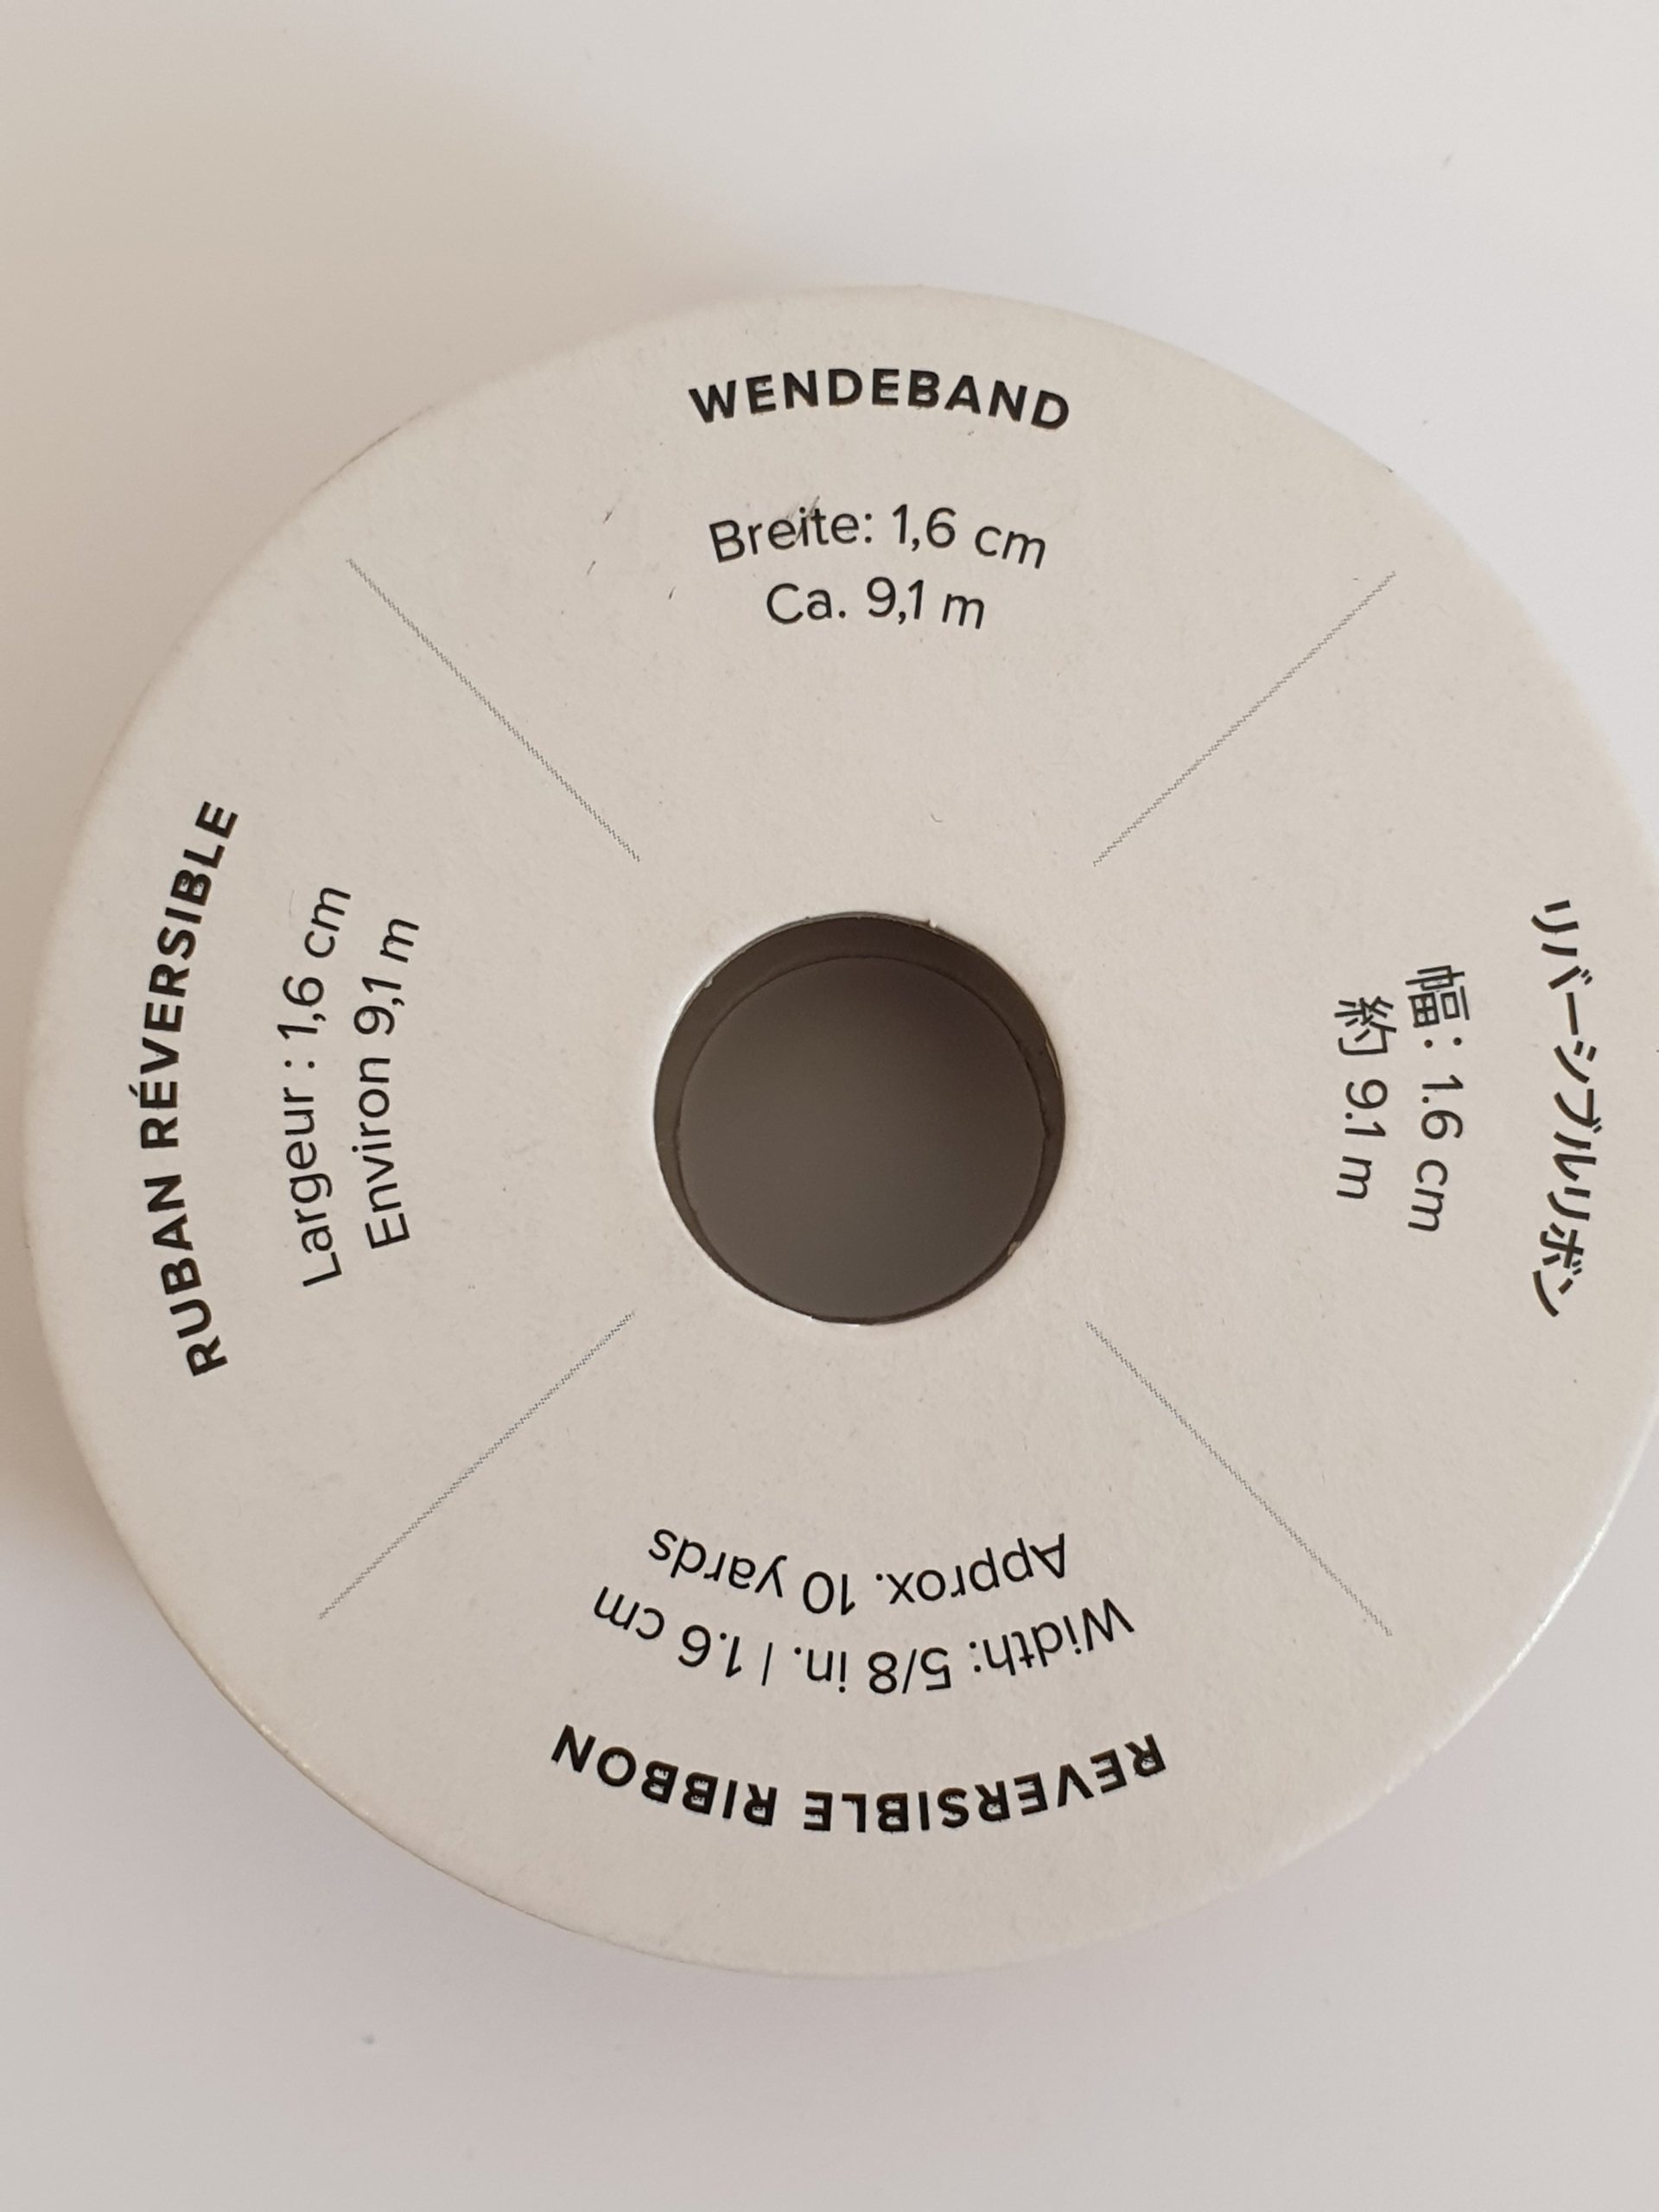 WENDEBAND
Breite: 1,6 cm
Ca. 9,1 m
リバーシブルリボン
幅: 1.6 cm
約 9.1 m
REVERSIBLE RIBBON
Width: 5/8 in. / 1.6 cm
Approx. 10 yards
RUBAN RÉVERSIBLE
Largeur : 1,6 cm
Environ 9,1 m